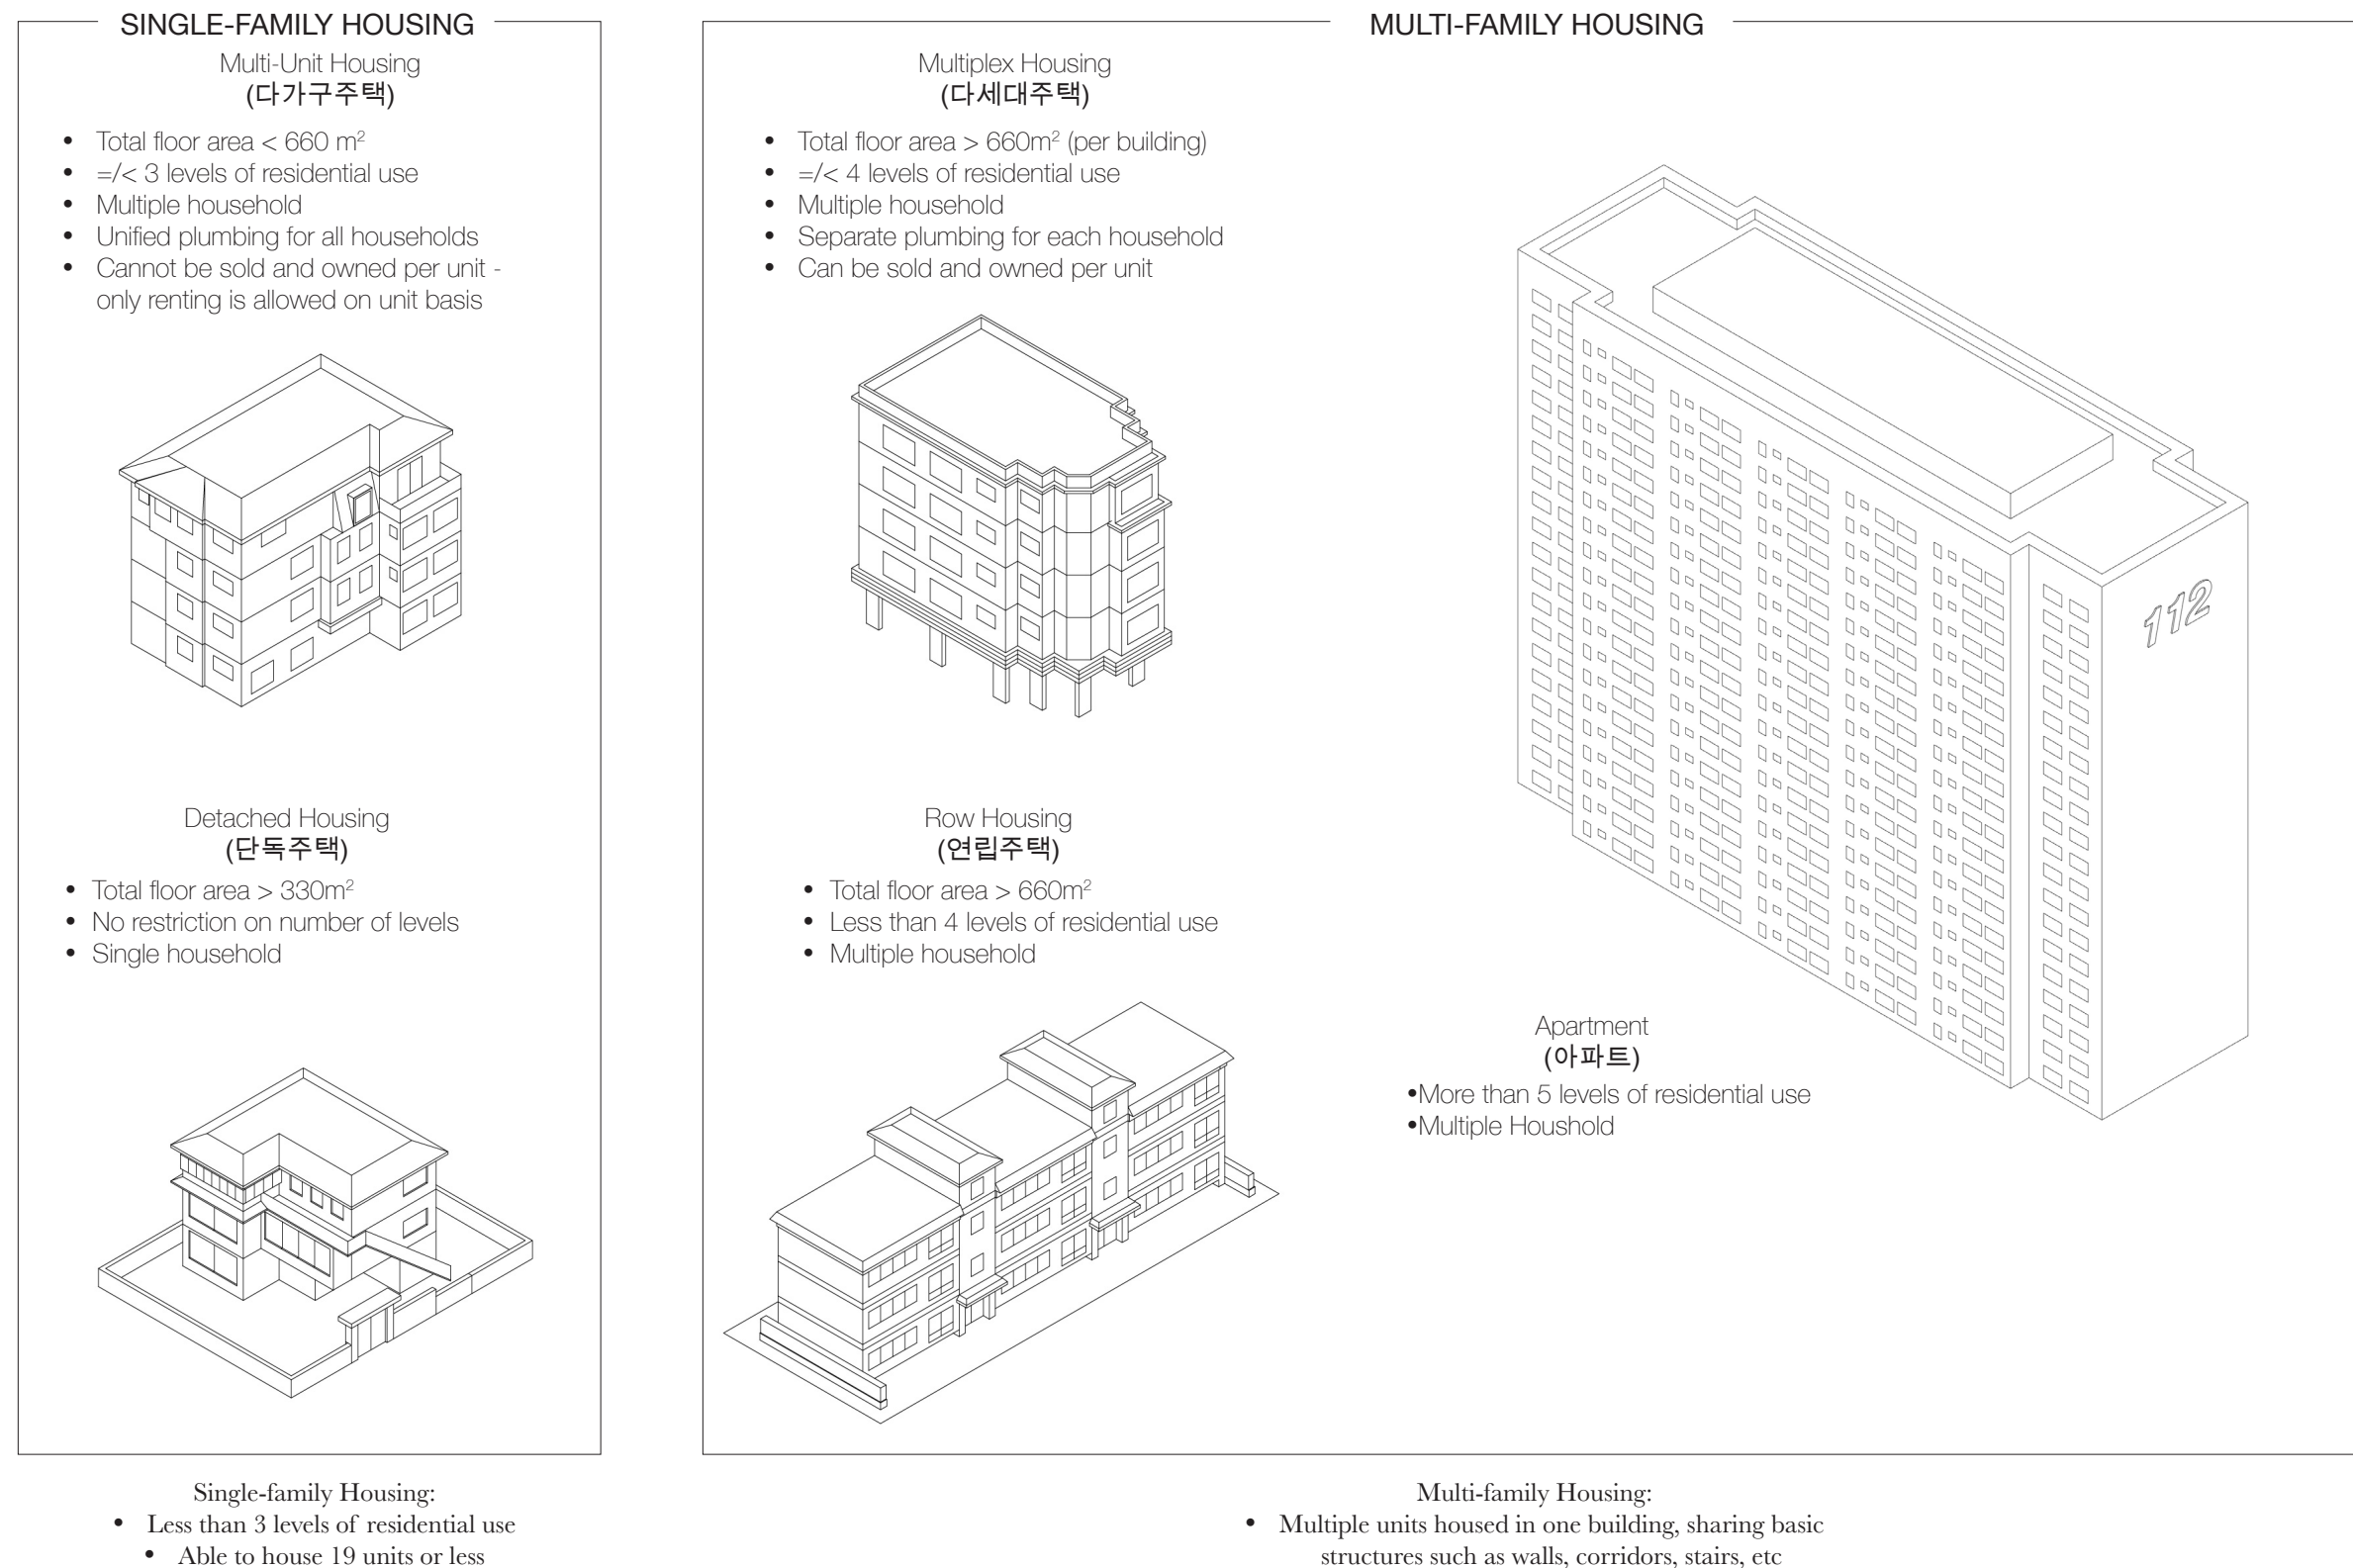 SINGLE-FAMILY HOUSING
Multi-Unit Housing
(다가구주택)
• Total floor area < 660 m²
• =/< 3 levels of residential use
• Multiple household
• Unified plumbing for all households
• Cannot be sold and owned per unit -
only renting is allowed on unit basis
Detached Housing
(단독주택)
• Total floor area > 330m²
• No restriction on number of levels
• Single household
MULTI-FAMILY HOUSING
Multiplex Housing
(다세대주택)
• Total floor area > 660m² (per building)
• =/< 4 levels of residential use
• Multiple household
• Separate plumbing for each household
• Can be sold and owned per unit
Row Housing
(연립주택)
• Total floor area > 660m²
• Less than 4 levels of residential use
• Multiple household
112
Apartment
(아파트)
•More than 5 levels of residential use
•Multiple Houshold
Single-family Housing:
• Less than 3 levels of residential use
• Able to house 19 units or less
Multi-family Housing:
• Multiple units housed in one building, sharing basic
structures such as walls, corridors, stairs, etc